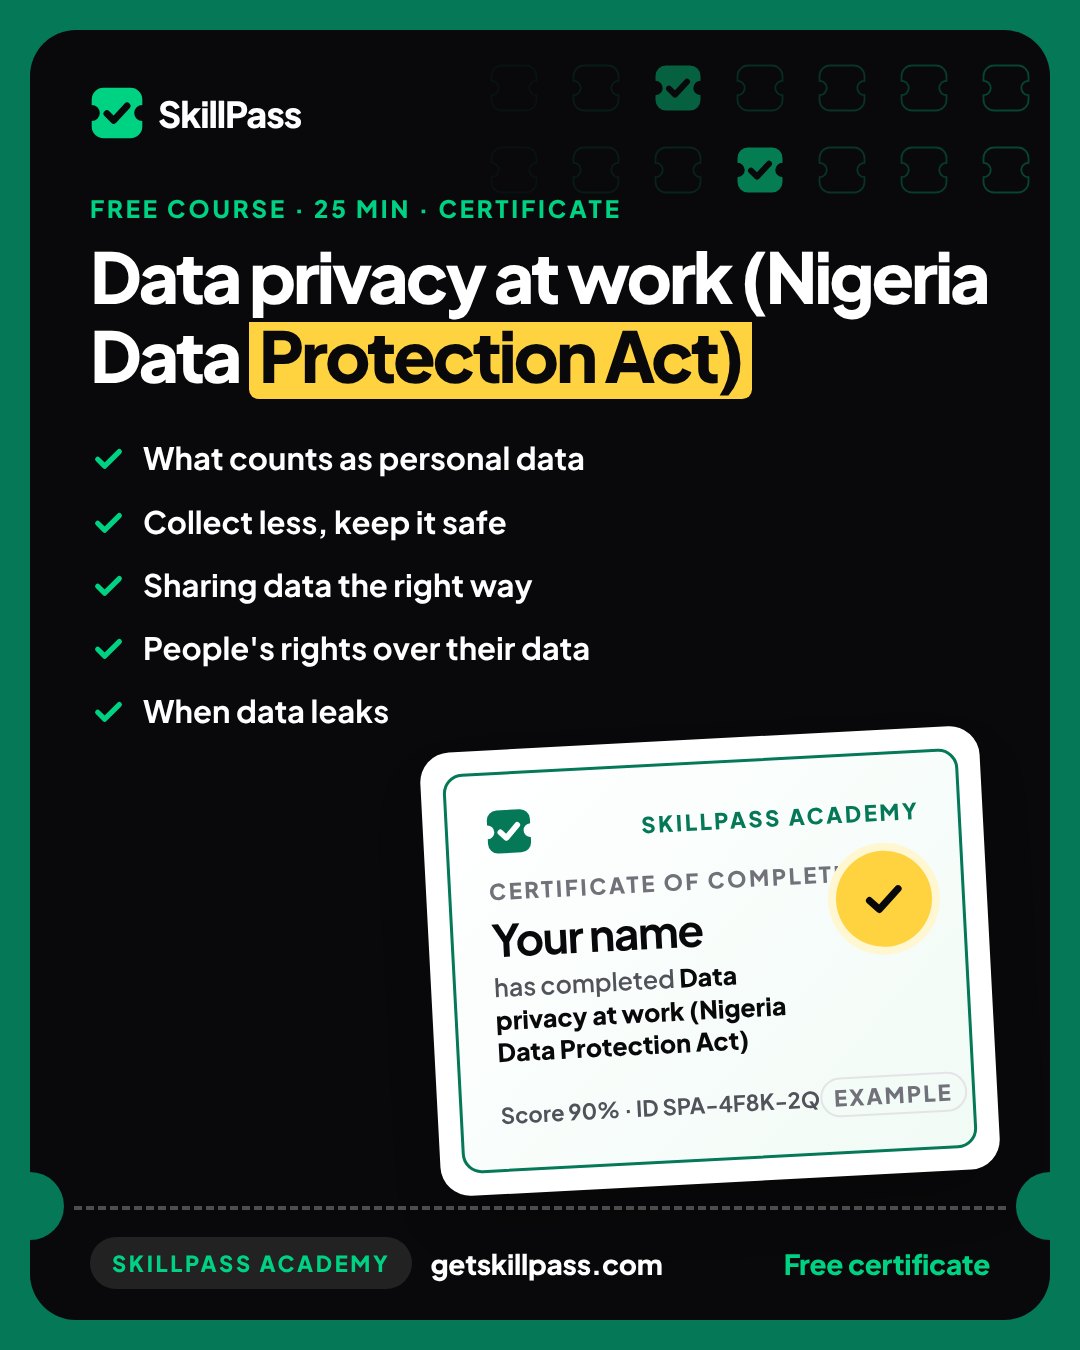 SkillPass
FREE COURSE · 25 MIN · CERTIFICATE
Data privacy at work (Nigeria
Data Protection Act)
What counts as personal data
Collect less, keep it safe
Sharing data the right way
People's rights over their data
When data leaks
SKILLPASS ACADEMY
CERTIFICATE OF
Your name
has completed Data
privacy at work (Nigeria
Data Protection Act)
Score 90% · ID SPA-4F8K-2Q
EXAMPLE
SKILLPASS ACADEMY
getskillpass.com
Free certificate